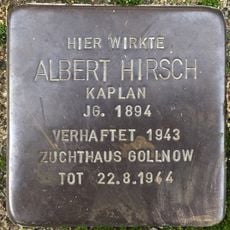 HIER WIRKTE
ALBERT HIRSCH
KAPLAN
JG. 1894
VERHAFTET 1943
ZUCHTHAUS GOLLNOW
TOT 22.8.1944